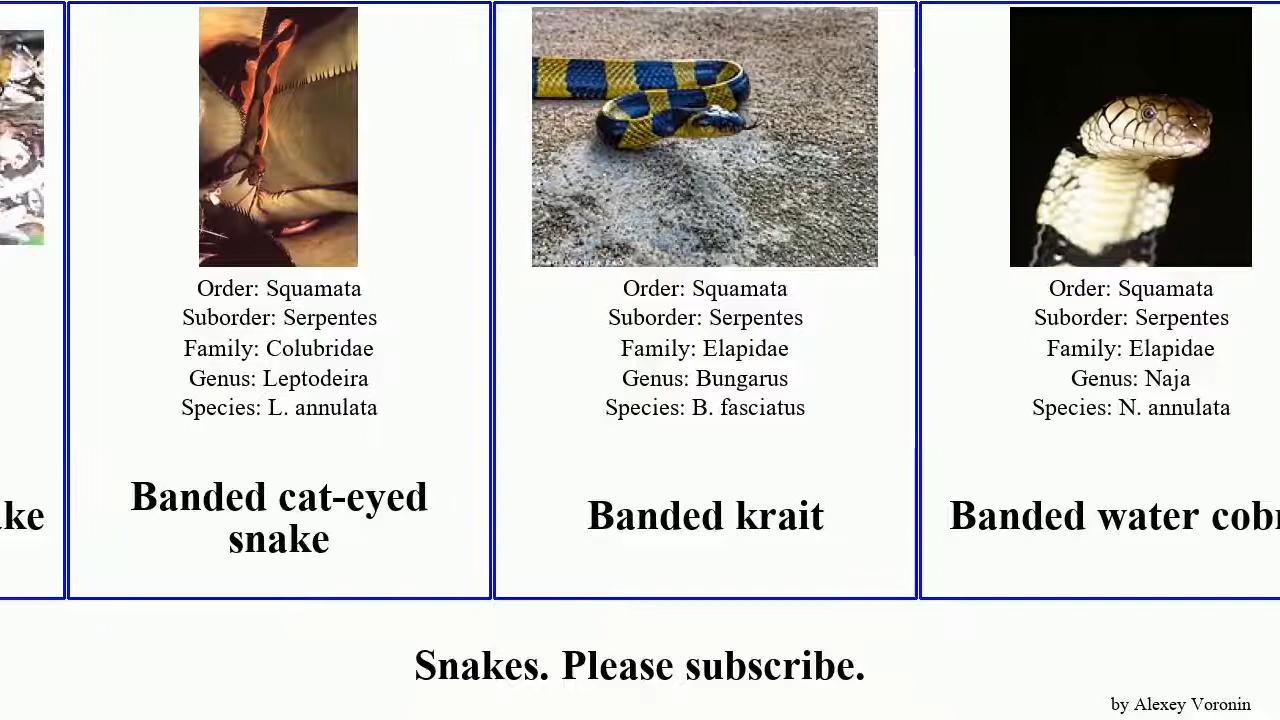 Order: Squamata
Suborder: Serpentes
Family: Colubridae
Genus: Leptodeira
Species: L. annulata
Banded cat-eyed
snake
Order: Squamata
Suborder: Serpentes
Family: Elapidae
Genus: Bungarus
Species: B. fasciatus
Banded krait
Order: Squamata
Suborder: Serpentes
Family: Elapidae
Genus: Naja
Species: N. annulata
Banded water
Snakes. Please subscribe.
by Alexey Voronin